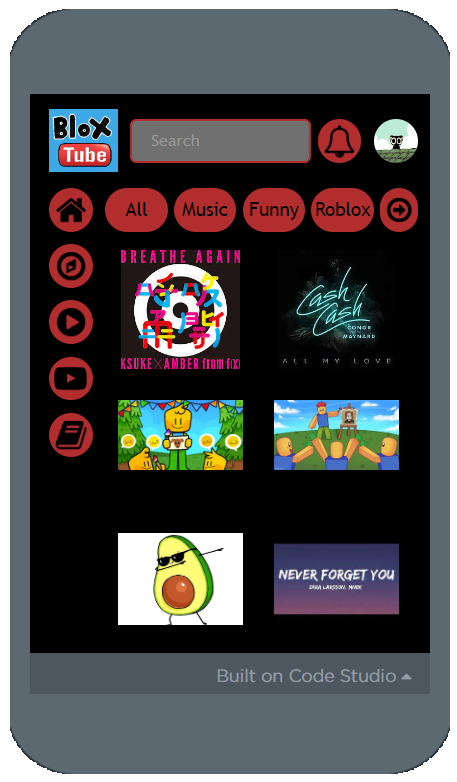 BLOX
Tube
Search
All
Music
Funny
Roblox
BREATHE AGAIN
KSUKE X AMBER from f(x)
Cash
Cash
CONOR
MAYNARD
ALL MY LOVE
NEVER FORGET YOU
ZARA LARSSON, MNEK
Built on Code Studio